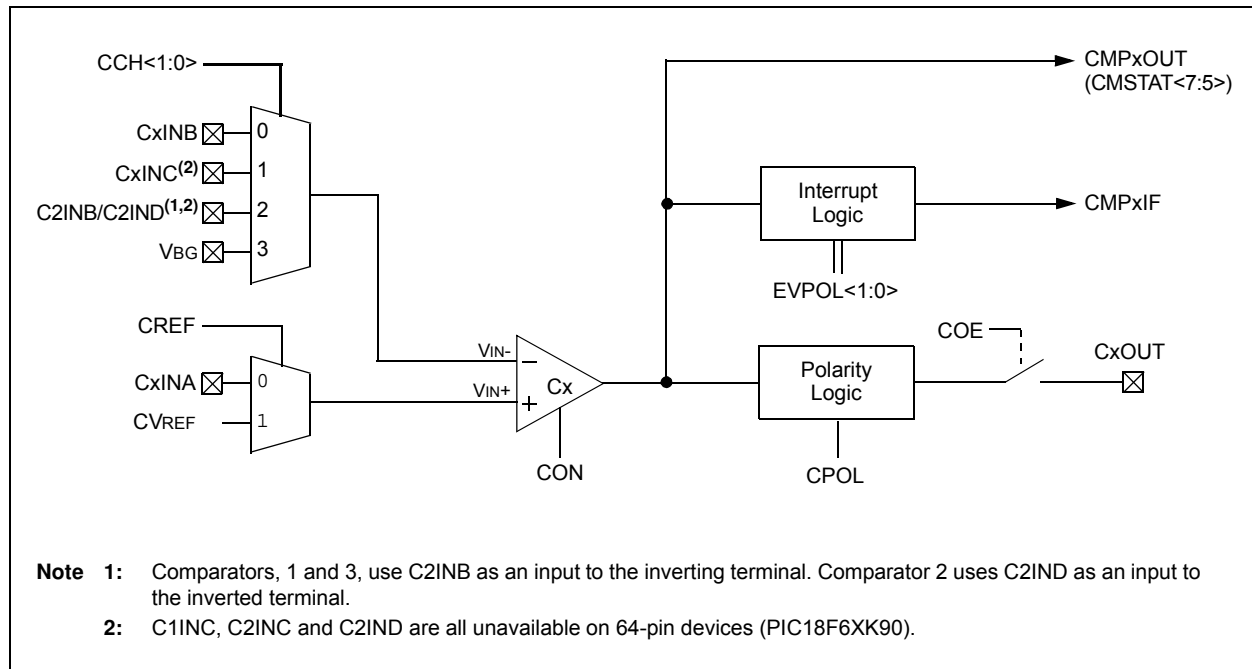 CCH<1:0>
CMPxOUT
(CMSTAT<7:5>)
CxINB
0
CxINC(2)
1
Interrupt
Logic
CMPxIF
C2INB/C2IND(1,2)
2
VBG
3
EVPOL<1:0>
CREF
COE
CxOUT
VIN-
–
CxINA
0
Cx
Polarity
Logic
VIN+
+
CVREF
1
CON
CPOL
Note 1: Comparators, 1 and 3, use C2INB as an input to the inverting terminal. Comparator 2 uses C2IND as an input to
the inverted terminal.
2: C1INC, C2INC and C2IND are all unavailable on 64-pin devices (PIC18F6XK90).